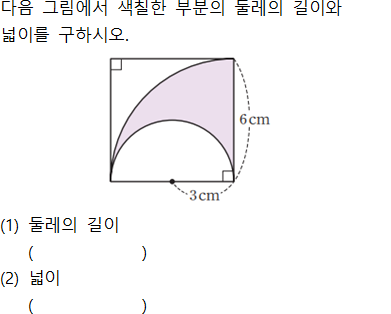 다음 그림에서 색칠한 부분의 둘레의 길이와
넓이를 구하시오.
6cm
3cm
(1) 둘레의 길이
( )
(2) 넓이
( )